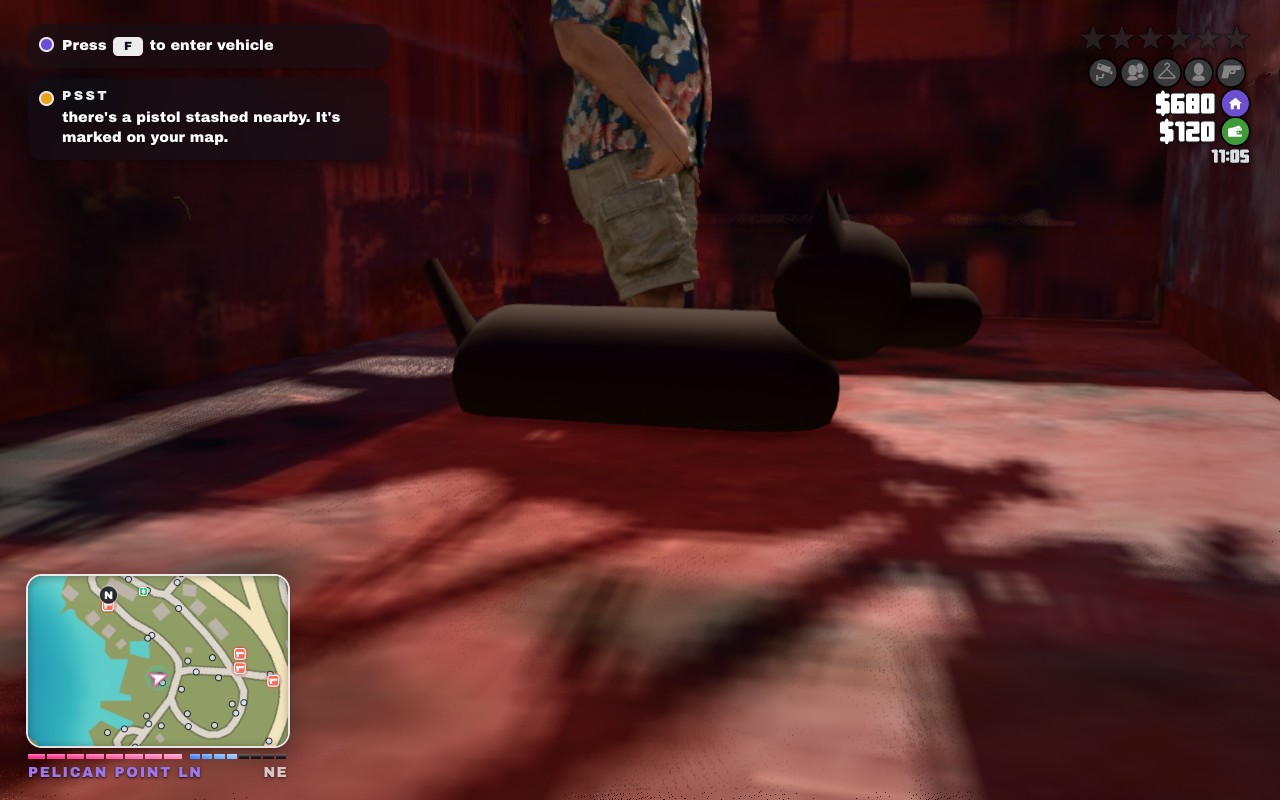 Press F to enter vehicle
PSST
there's a pistol stashed nearby. It's
marked on your map.
$680
$120
11:05
N
PELICAN POINT LN
NE